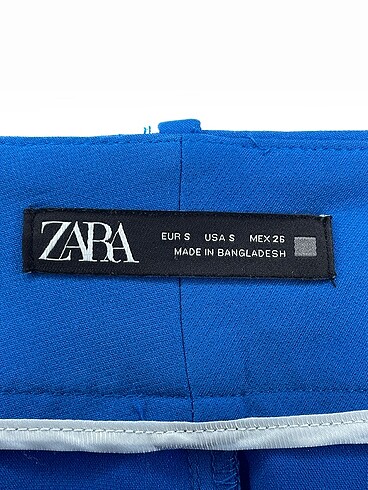 ZARA
EUR S USA S MEX 26
MADE IN BANGLADESH